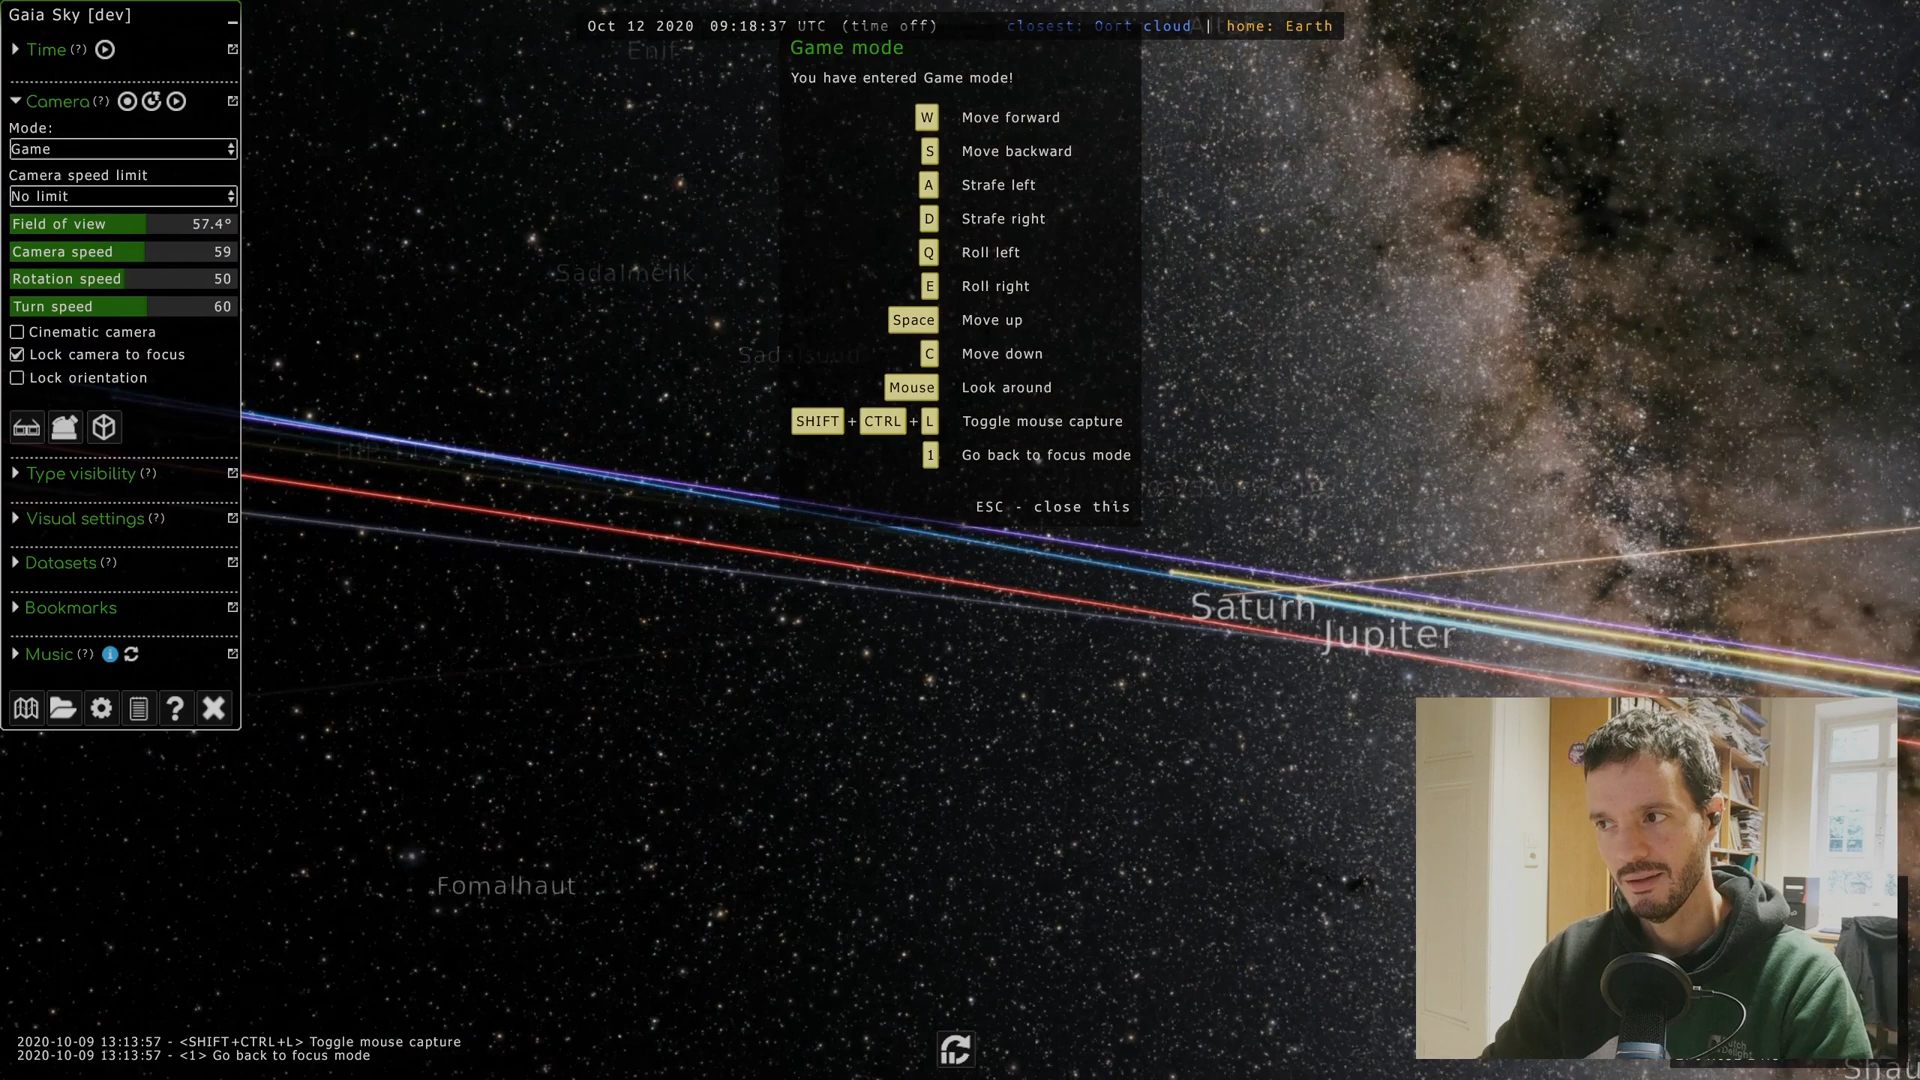 Gaia Sky [dev]
Time (?)
Camera (?)
Mode:
Game
Camera speed limit
No limit
Field of view 57.4°
Camera speed 59
Rotation speed 50
Turn speed 60
Cinematic camera
Lock camera to focus
Lock orientation
Type visibility (?)
Visual settings (?)
Datasets (?)
Bookmarks
Music (?)
Oct 12 2020 09:18:37 UTC (time off)
closest: Oort cloud | home: Earth
Game mode
You have entered Game mode!
W Move forward
S Move backward
A Strafe left
D Strafe right
Q Roll left
E Roll right
Space Move up
C Move down
Mouse Look around
SHIFT + CTRL + L Toggle mouse capture
1 Go back to focus mode
ESC - close this
Enif
Sadalmelik
Sadalsuud
Saturn
Jupiter
Fomalhaut
2020-10-09 13:13:57 - <SHIFT+CTRL+L> Toggle mouse capture
2020-10-09 13:13:57 - <1> Go back to focus mode